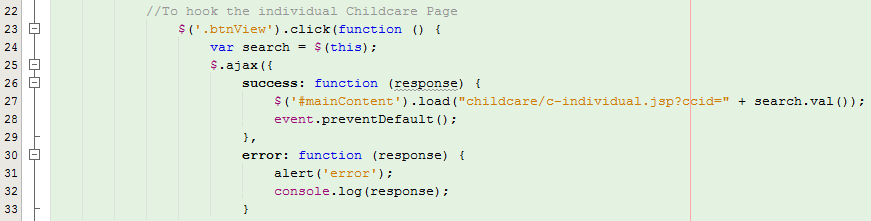 22 //To hook the individual Childcare Page
23 $('.btnView').click(function () {
24 var search = $(this);
25 $.ajax({
26 success: function (response) {
27 $('#mainContent').load("childcare/c-individual.jsp?ccid=" + search.val());
28 event.preventDefault();
29 },
30 error: function (response) {
31 alert('error');
32 console.log(response);
33 }